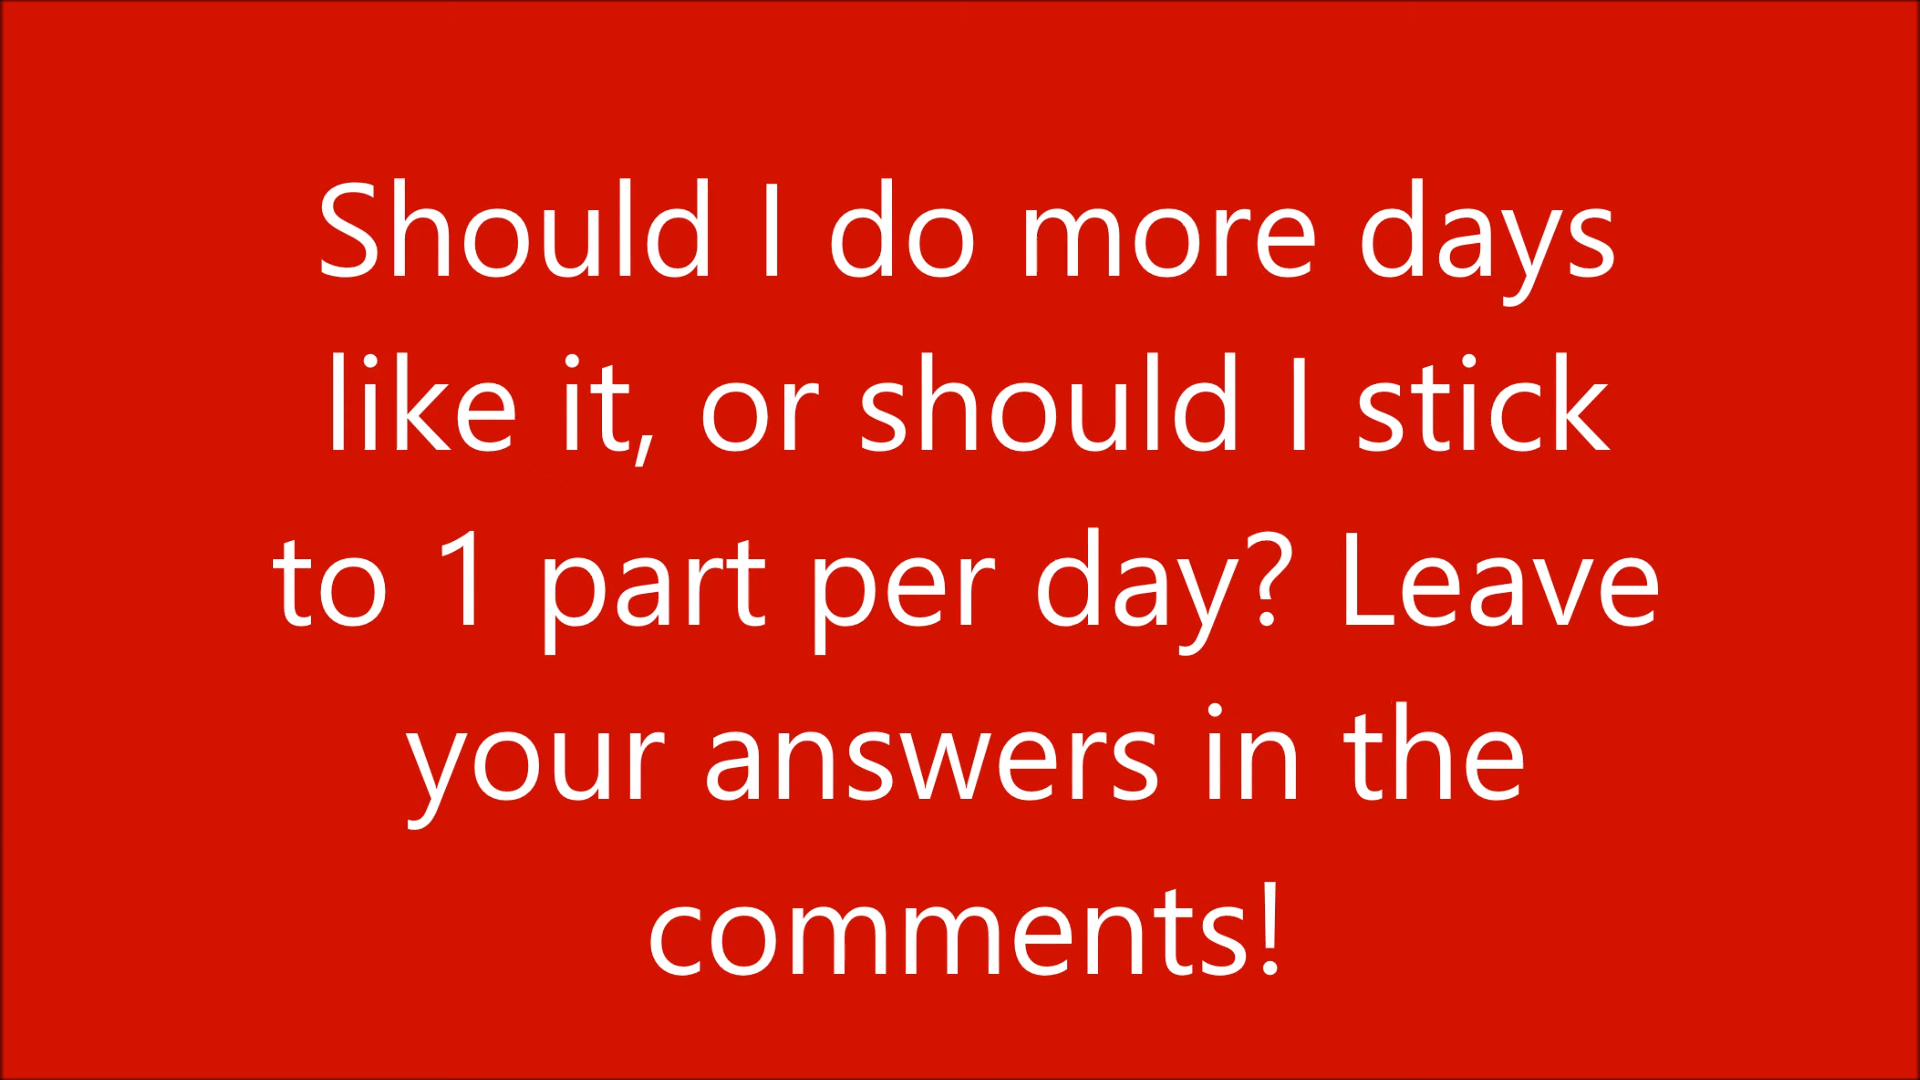 Should I do more days
like it, or should I stick
to 1 part per day? Leave
your answers in the
comments!